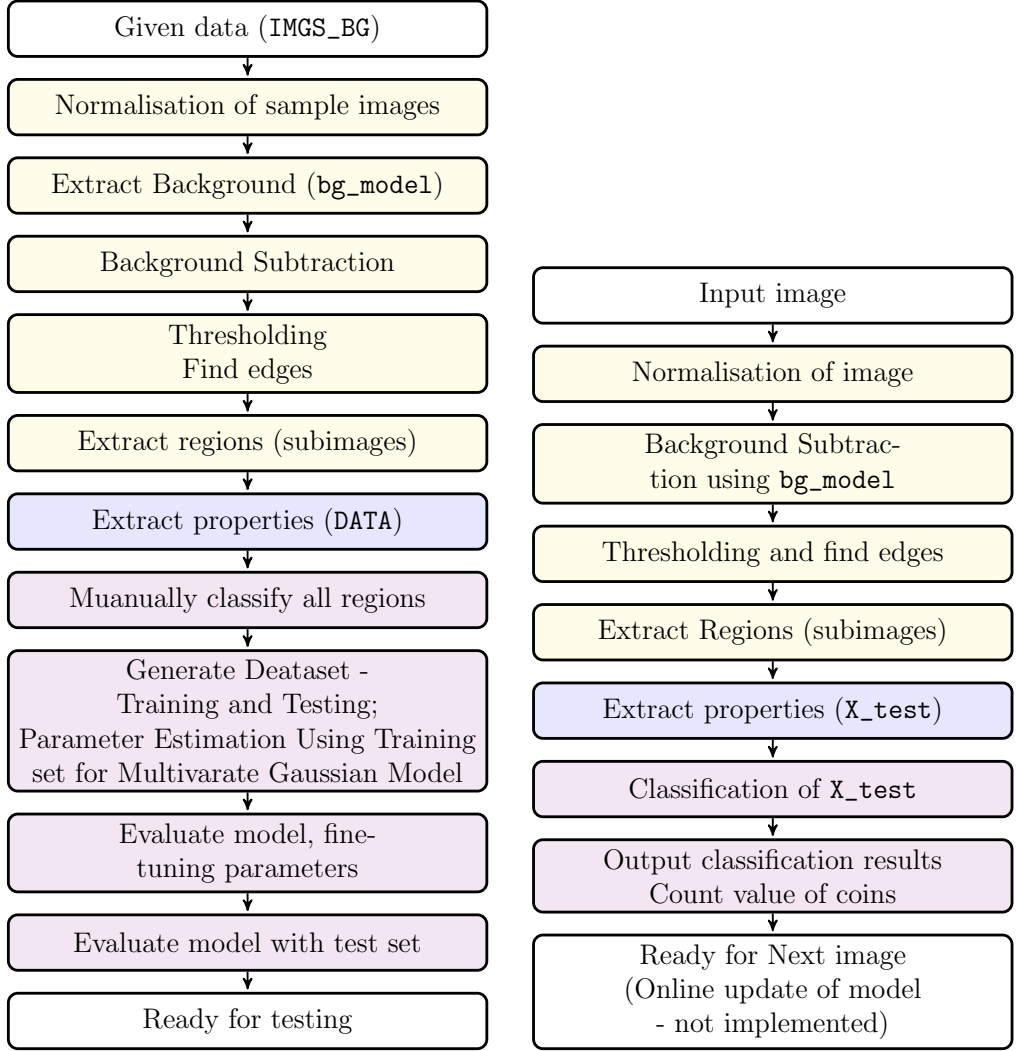 Given data (IMGS_BG)
Normalisation of sample images
Extract Background (bg_model)
Background Subtraction
Thresholding
Find edges
Extract regions (subimages)
Extract properties (DATA)
Muanually classify all regions
Generate Deataset -
Training and Testing;
Parameter Estimation Using Training
set for Multivarate Gaussian Model
Evaluate model, fine-
tuning parameters
Evaluate model with test set
Ready for testing
Input image
Normalisation of image
Background Subtrac-
tion using bg_model
Thresholding and find edges
Extract Regions (subimages)
Extract properties (X_test)
Classification of X_test
Output classification results
Count value of coins
Ready for Next image
(Online update of model
- not implemented)